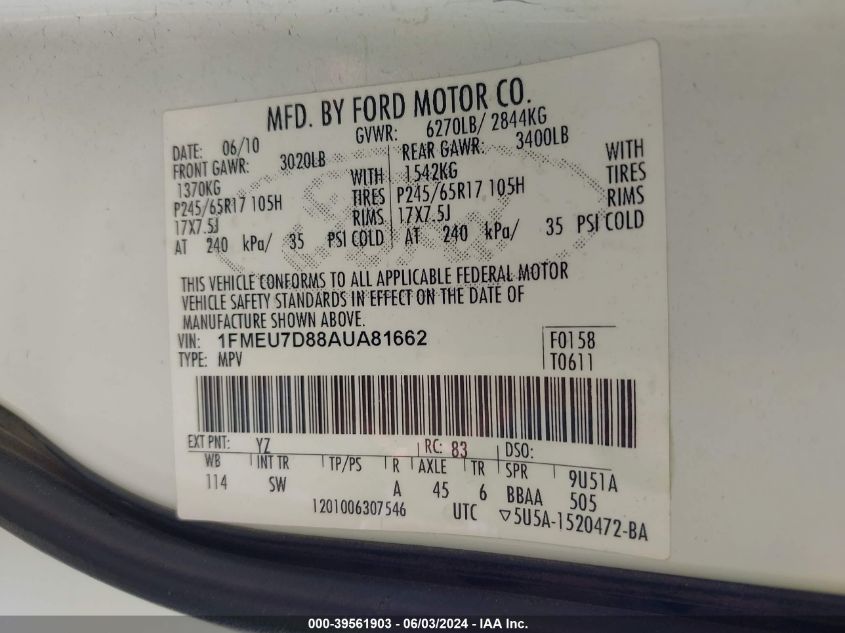 MFD. BY FORD MOTOR CO.
DATE: 06/10 GVWR: 6270LB/ 2844KG
FRONT GAWR: 3020LB REAR GAWR: 3400LB
1370KG WITH 1542KG WITH
P245/65R17 105H TIRES P245/65R17 105H TIRES
17X7.5J RIMS 17X7.5J RIMS
AT 240 kPa/ 35 PSI COLD AT 240 kPa/ 35 PSI COLD
THIS VEHICLE CONFORMS TO ALL APPLICABLE FEDERAL MOTOR
VEHICLE SAFETY STANDARDS IN EFFECT ON THE DATE OF
MANUFACTURE SHOWN ABOVE.
VIN: 1FMEU7D88AUA81662 F0158
TYPE: MPV T0611
EXT PNT: YZ RC: 83 DSO:
WB INT TR TP/PS R AXLE TR SPR 9U51A
114 SW A 45 6 BBAA 505
1201006307546 UTC ▽5U5A-1520472-BA
000-39561903 - 06/03/2024 - IAA Inc.